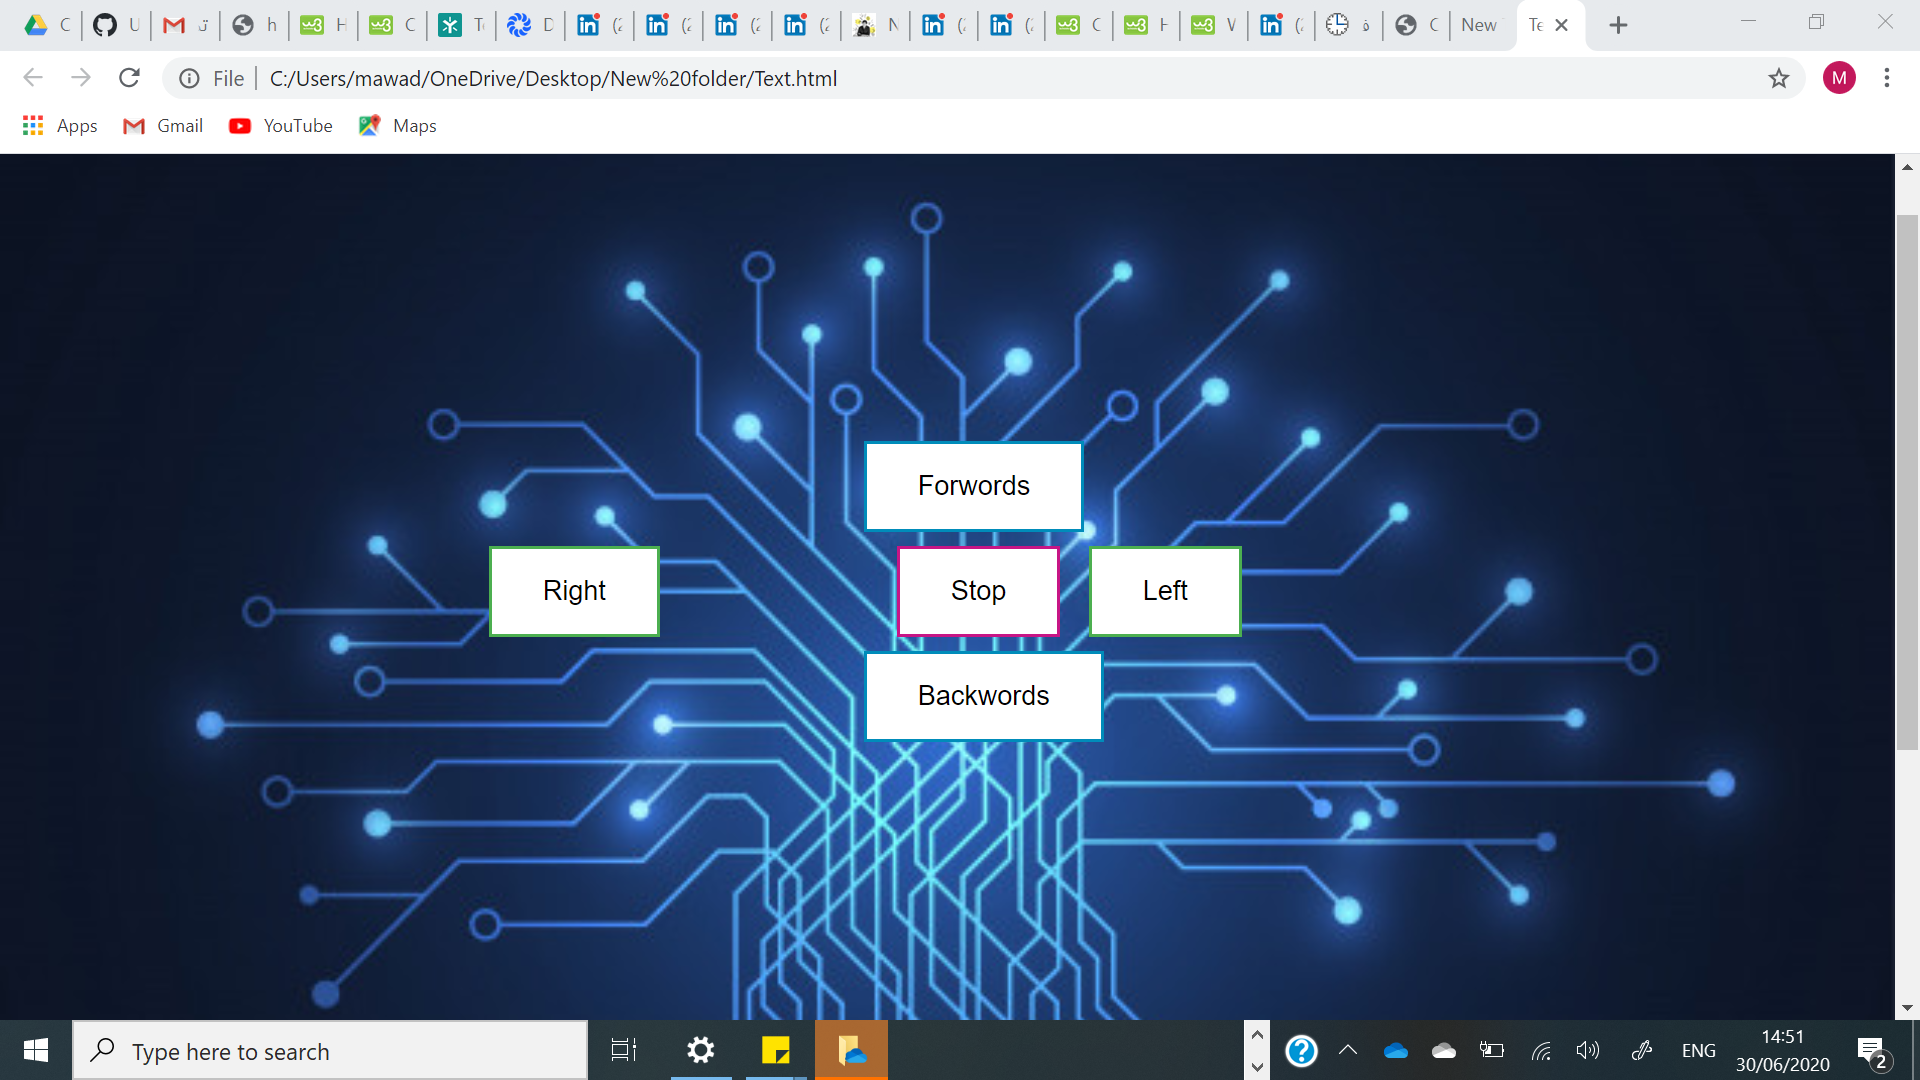 New
Te
File
C:/Users/mawad/OneDrive/Desktop/New%20folder/Text.html
M
Apps
Gmail
YouTube
Maps
Forwords
Right
Stop
Left
Backwords
Type here to search
ENG
14:51
30/06/2020
2